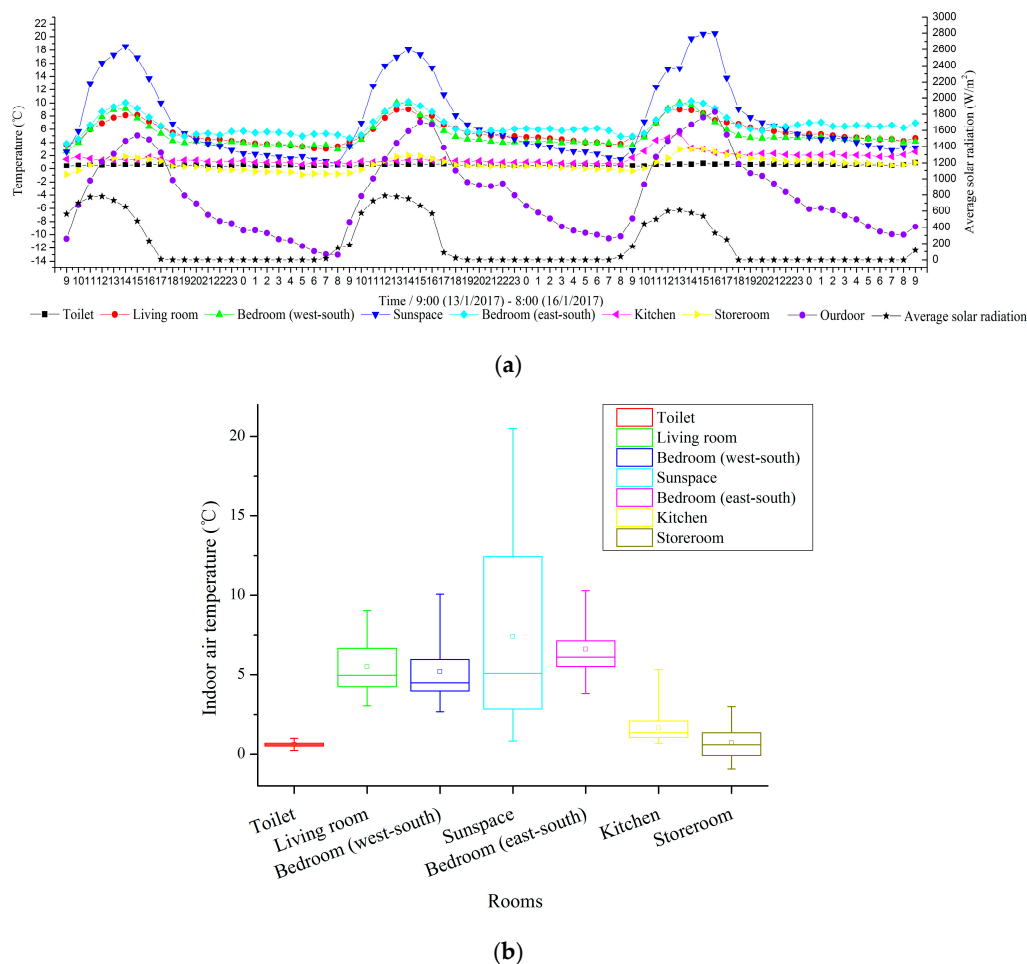 (a)
Temperature (℃)
22
20
18
16
14
12
10
8
6
4
2
0
-2
-4
-6
-8
-10
-12
-14
3000
2800
2600
2400
2200
2000
1800
1600
1400
1200
1000
800
600
400
200
0
Average solar radiation (W/m²)
9 10 11 12 13 14 15 16 17 18 19 20 21 22 23 0 1 2 3 4 5 6 7 8 9 10 11 12 13 14 15 16 17 18 19 20 21 22 23 0 1 2 3 4 5 6 7 8 9 10 11 12 13 14 15 16 17 18 19 20 21 22 23 0 1 2 3 4 5 6 7 8 9
Time / 9:00 (13/1/2017) - 8:00 (16/1/2017)
Toilet Living room Bedroom (west-south) Sunspace Bedroom (east-south) Kitchen Storeroom Ourdoor Average solar radiation
Indoor air temperature (℃)
20
15
10
5
0
Toilet
Living room
Bedroom (west-south)
Sunspace
Bedroom (east-south)
Kitchen
Storeroom
Toilet
Living room
Bedroom (west-south)
Sunspace
Bedroom (east-south)
Kitchen
Storeroom
Rooms
(b)